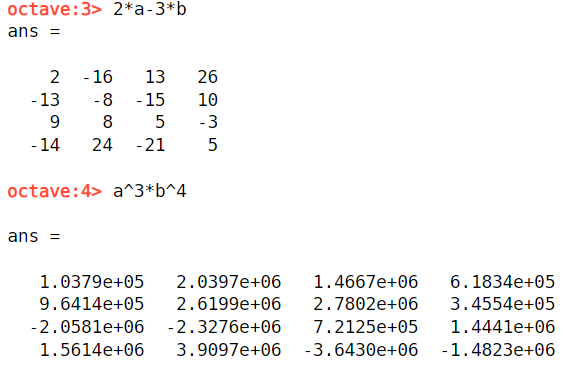 octave:3> 2*a-3*b
ans =
2 -16 13 26
-13 -8 -15 10
9 8 5 -3
-14 24 -21 5
octave:4> a^3*b^4
ans =
1.0379e+05 2.0397e+06 1.4667e+06 6.1834e+05
9.6414e+05 2.6199e+06 2.7802e+06 3.4554e+05
-2.0581e+06 -2.3276e+06 7.2125e+05 1.4441e+06
1.5614e+06 3.9097e+06 -3.6430e+06 -1.4823e+06